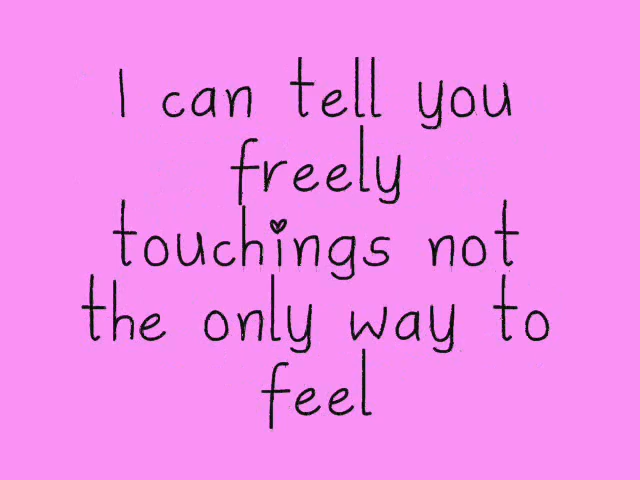 I can tell you
freely
touchings not
the only way to
feel